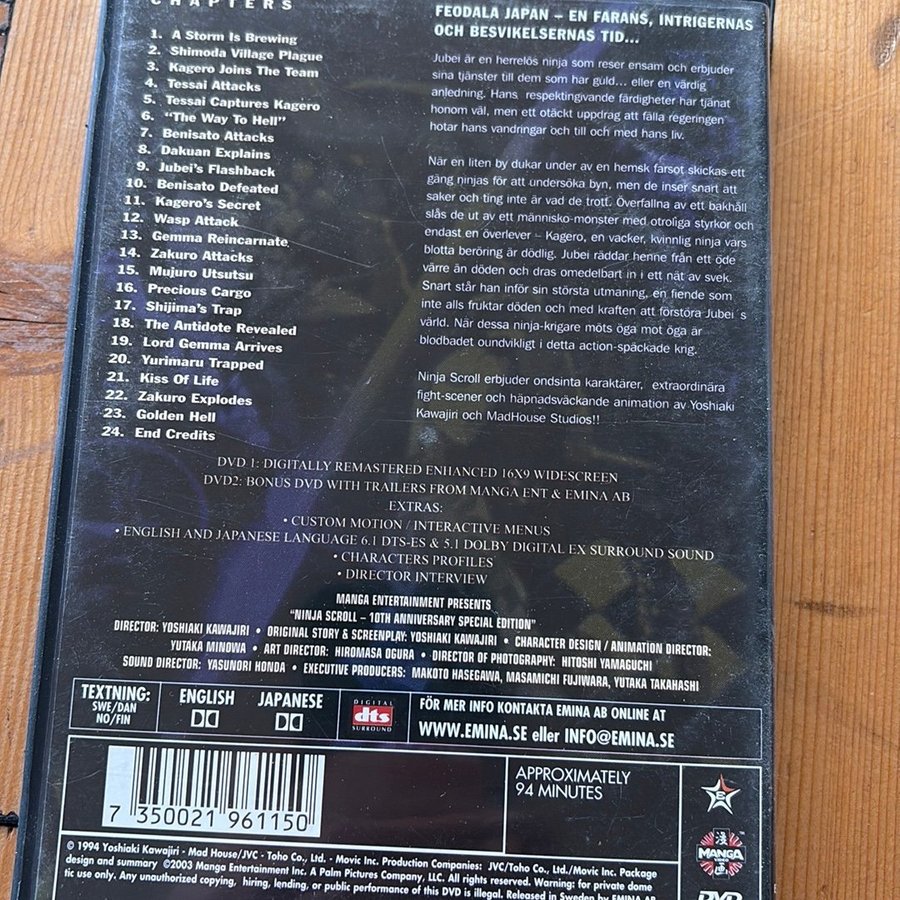 CHAPTERS
1. A Storm Is Brewing
2. Shimoda Village Plague
3. Kagero Joins The Team
4. Tessai Attacks
5. Tessai Captures Kagero
6. "The Way To Hell"
7. Benisato Attacks
8. Dakuan Explains
9. Jubei's Flashback
10. Benisato Defeated
11. Kagero's Secret
12. Wasp Attack
13. Gemma Reincarnate
14. Zakuro Attacks
15. Mujuro Utsutsu
16. Precious Cargo
17. Shijima's Trap
18. The Antidote Revealed
19. Lord Gemma Arrives
20. Yurimaru Trapped
21. Kiss Of Life
22. Zakuro Explodes
23. Golden Hell
24. End Credits
FEODALA JAPAN – EN FARANS, INTRIGERNAS
OCH BESVIKELSERNAS TID...
Jubei är en herrelös ninja som reser ensam och erbjuder
sina tjänster till dem som har guld... eller en värdig
anledning. Hans respektingivande färdigheter har tjänat
honom väl, men ett otäckt uppdrag att fälla regeringen
hotar hans vandringar och till och med hans liv.
När en liten by dukar under av en hemsk farsot skickas ett
gäng ninjas för att undersöka byn, men de inser snart att
saker och ting inte är vad de trott. Överfallna av ett bakhåll
slås de ut av ett människo-monster med otroliga styrkor och
endast en överlever – Kagero, en vacker, kvinnlig ninja vars
blotta beröring är dödlig. Jubei räddar henne från ett öde
värre än döden och dras omedelbart in i ett nät av svek.
Snart står han inför sin största utmaning, en fiende som
inte alls fruktar döden och med kraften att förstöra Jubei´s
värld. När dessa ninja-krigare möts öga mot öga är
blodbadet oundvikligt i detta action-späckade krig.
Ninja Scroll erbjuder ondsinta karaktärer, extraordinära
fight-scener och häpnadsväckande animation av Yoshiaki
Kawajiri och MadHouse Studios!!
DVD 1: DIGITALLY REMASTERED ENHANCED 16X9 WIDESCREEN
DVD2: BONUS DVD WITH TRAILERS FROM MANGA ENT & EMINA AB
EXTRAS:
• CUSTOM MOTION / INTERACTIVE MENUS
• ENGLISH AND JAPANESE LANGUAGE 6.1 DTS-ES & 5.1 DOLBY DIGITAL EX SURROUND SOUND
• CHARACTERS PROFILES
• DIRECTOR INTERVIEW
MANGA ENTERTAINMENT PRESENTS
"NINJA SCROLL – 10TH ANNIVERSARY SPECIAL EDITION"
DIRECTOR: YOSHIAKI KAWAJIRI • ORIGINAL STORY & SCREENPLAY: YOSHIAKI KAWAJIRI • CHARACTER DESIGN / ANIMATION DIRECTOR:
YUTAKA MINOWA • ART DIRECTOR: HIROMASA OGURA • DIRECTOR OF PHOTOGRAPHY: HITOSHI YAMAGUCHI
SOUND DIRECTOR: YASUNORI HONDA • EXECUTIVE PRODUCERS: MAKOTO HASEGAWA, MASAMICHI FUJIWARA, YUTAKA TAKAHASHI
TEXTNING:
SWE/DAN
NO/FIN
ENGLISH
JAPANESE
DIGITAL
dts
SURROUND
FÖR MER INFO KONTAKTA EMINA AB ONLINE AT
WWW.EMINA.SE eller INFO@EMINA.SE
7 350021 961150
APPROXIMATELY
94 MINUTES
E
MANGA
VIDEO
DVD
© 1994 Yoshiaki Kawajiri - Mad House/JVC - Toho Co., Ltd. - Movic Inc. Production Companies: JVC/Toho Co., Ltd./Movic Inc. Package
design and summary ©2003 Manga Entertainment Inc. A Palm Pictures Company, LLC. All rights reserved. Warning: for private dome
tic use only. Any unauthorized copying, hiring, lending, or public performance of this DVD is illegal. Released in Sweden by EMINA AB